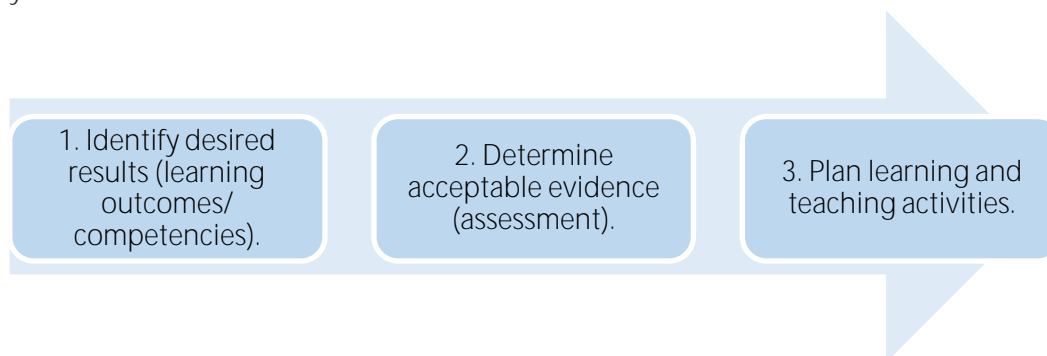 1. Identify desired
results (learning
outcomes/
competencies).
2. Determine
acceptable evidence
(assessment).
3. Plan learning and
teaching activities.